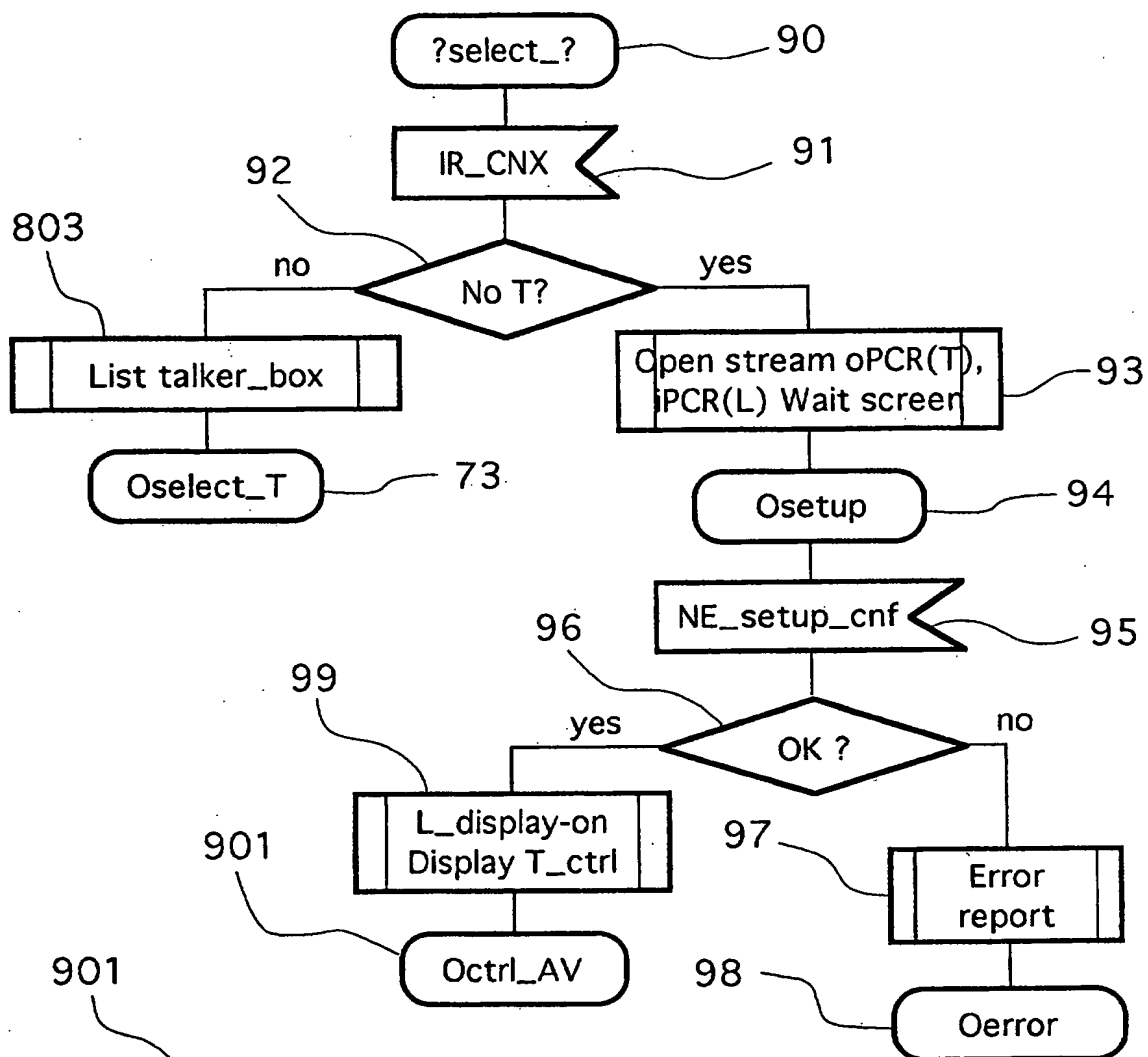 ?select_?
90
IR_CNX
91
92
803
no
No T?
yes
List talker_box
Open stream oPCR(T),
iPCR(L) Wait screen
93
Oselect_T
73
Osetup
94
NE_setup_cnf
95
96
99
yes
OK ?
no
L_display-on
Display T_ctrl
901
97
Error
report
Octrl_AV
901
98
Oerror